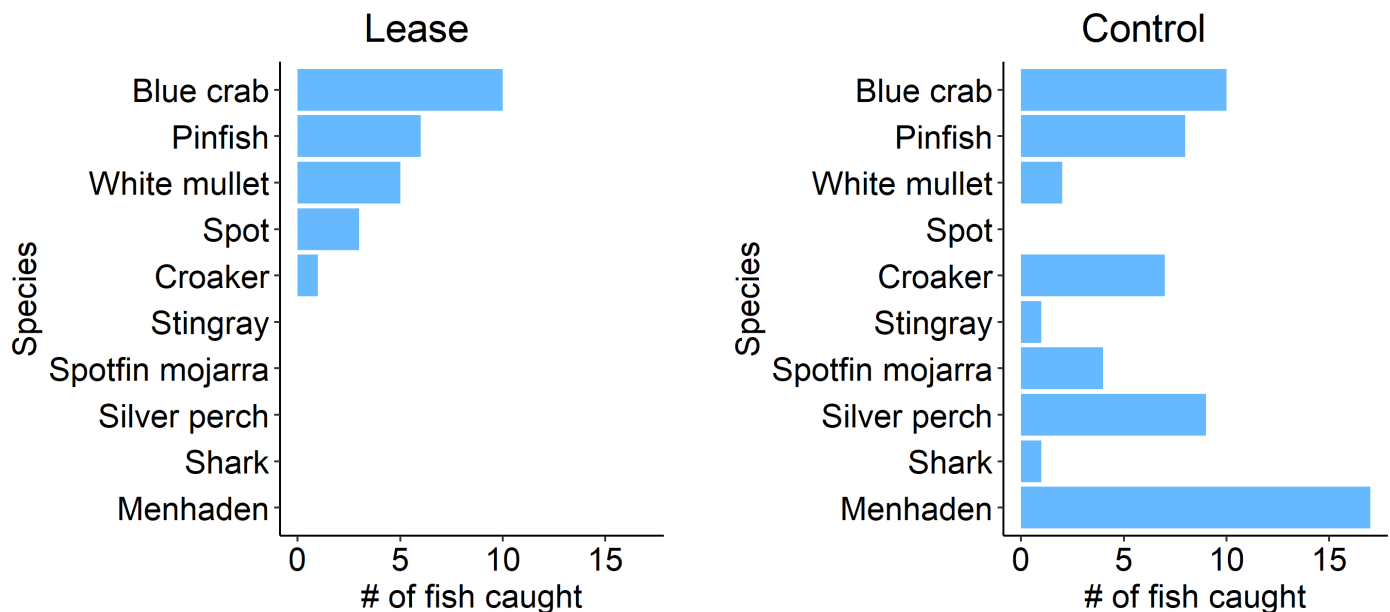 Lease
Species
Blue crab
Pinfish
White mullet
Spot
Croaker
Stingray
Spotfin mojarra
Silver perch
Shark
Menhaden
0 5 10 15
# of fish caught
Control
Species
Blue crab
Pinfish
White mullet
Spot
Croaker
Stingray
Spotfin mojarra
Silver perch
Shark
Menhaden
0 5 10 15
# of fish caught